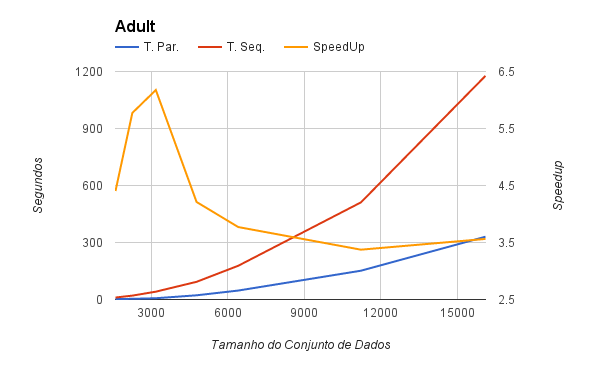 Adult
T. Par. T. Seq. SpeedUp
1200 6.5
900 5.5
600 4.5
300 3.5
0 2.5
Segundos
Speedup
3000 6000 9000 12000 15000
Tamanho do Conjunto de Dados